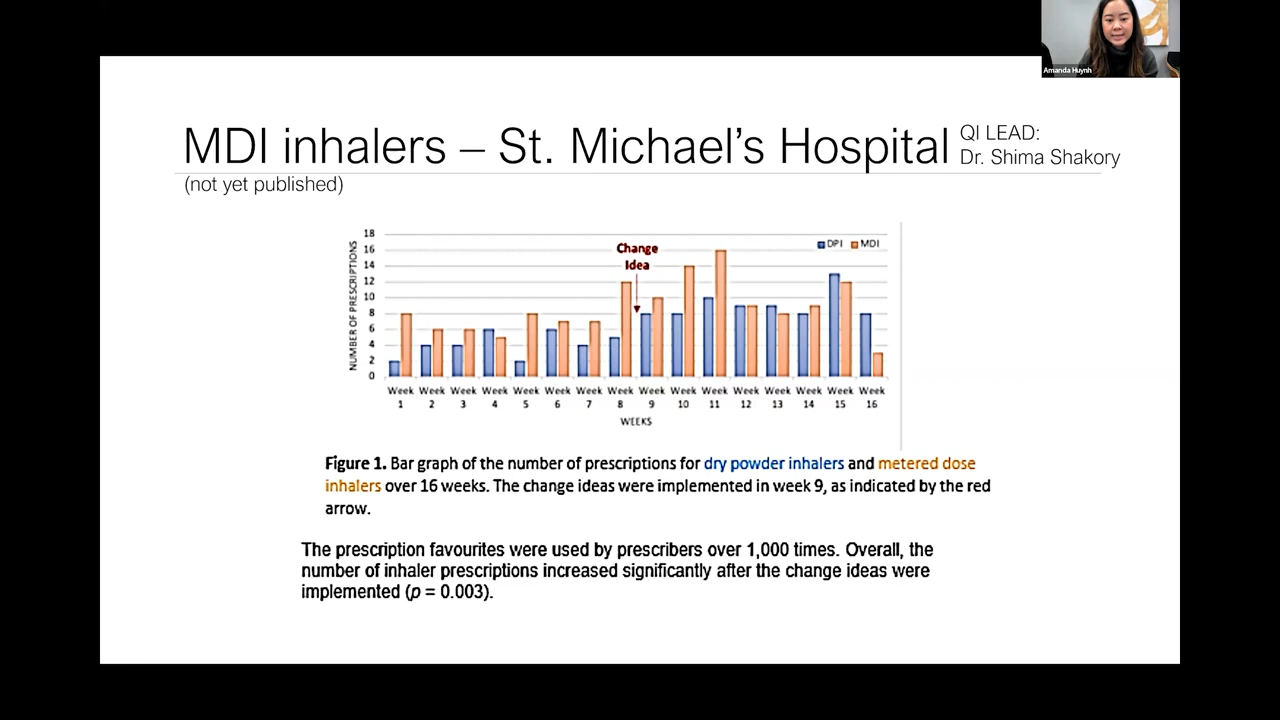 Amanda Huynh
MDI inhalers – St. Michael's Hospital
QI LEAD:
Dr. Shima Shakory
(not yet published)
18
16
14
12
10
8
6
4
2
0
NUMBER OF PRESCRIPTIONS
Change
Idea
DPI MDI
Week Week Week Week Week Week Week Week Week Week Week Week Week Week Week Week
1 2 3 4 5 6 7 8 9 10 11 12 13 14 15 16
WEEKS
Figure 1. Bar graph of the number of prescriptions for dry powder inhalers and metered dose
inhalers over 16 weeks. The change ideas were implemented in week 9, as indicated by the red
arrow.
The prescription favourites were used by prescribers over 1,000 times. Overall, the
number of inhaler prescriptions increased significantly after the change ideas were
implemented (p = 0.003).